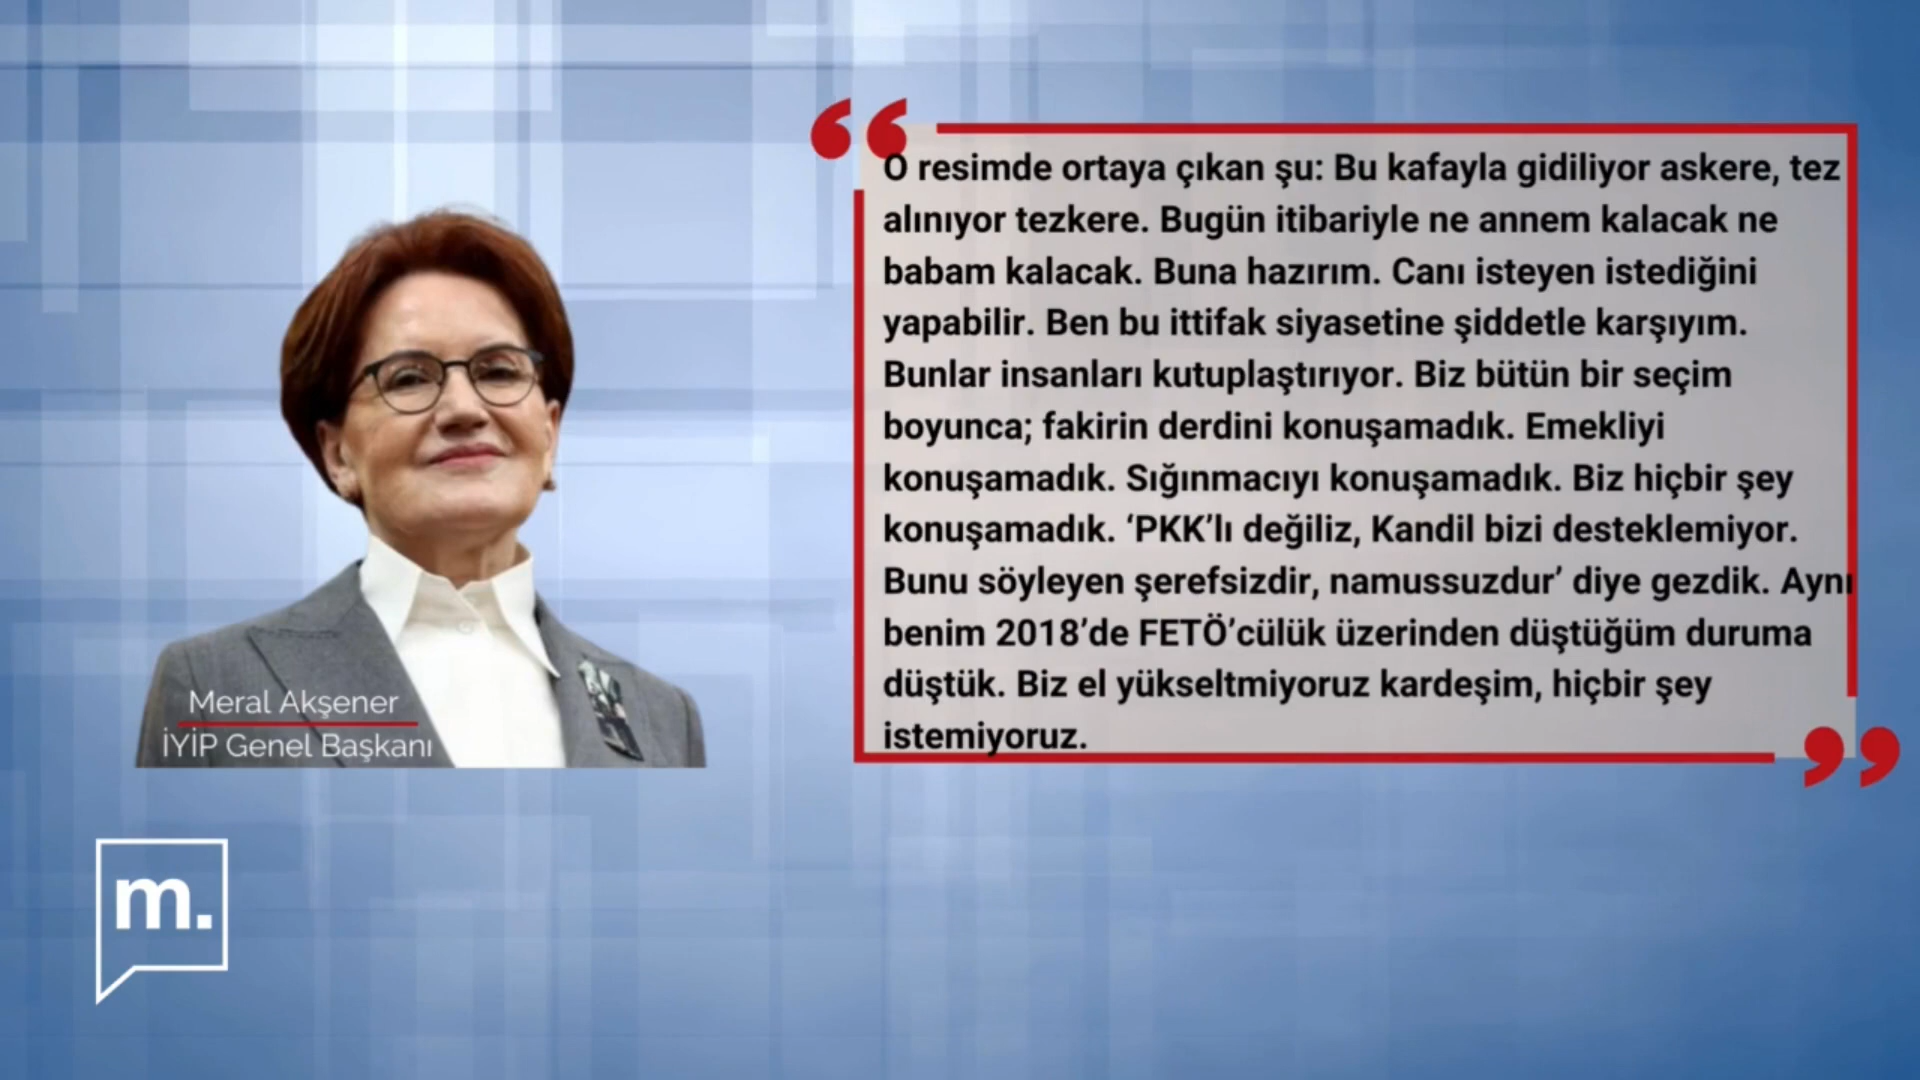 O resimde ortaya çıkan şu: Bu kafayla gidiliyor askere, tez
alınıyor tezkere. Bugün itibariyle ne annem kalacak ne
babam kalacak. Buna hazırım. Canı isteyen istediğini
yapabilir. Ben bu ittifak siyasetine şiddetle karşıyım.
Bunlar insanları kutuplaştırıyor. Biz bütün bir seçim
boyunca; fakirin derdini konuşamadık. Emekliyi
konuşamadık. Sığınmacıyı konuşamadık. Biz hiçbir şey
konuşamadık. ‘PKK’lı değiliz, Kandil bizi desteklemiyor.
Bunu söyleyen şerefsizdir, namussuzdur’ diye gezdik. Aynı
benim 2018’de FETÖ’cülük üzerinden düştüğüm duruma
düştük. Biz el yükseltmiyoruz kardeşim, hiçbir şey
istemiyoruz.
Meral Akşener
İYİP Genel Başkanı
m.